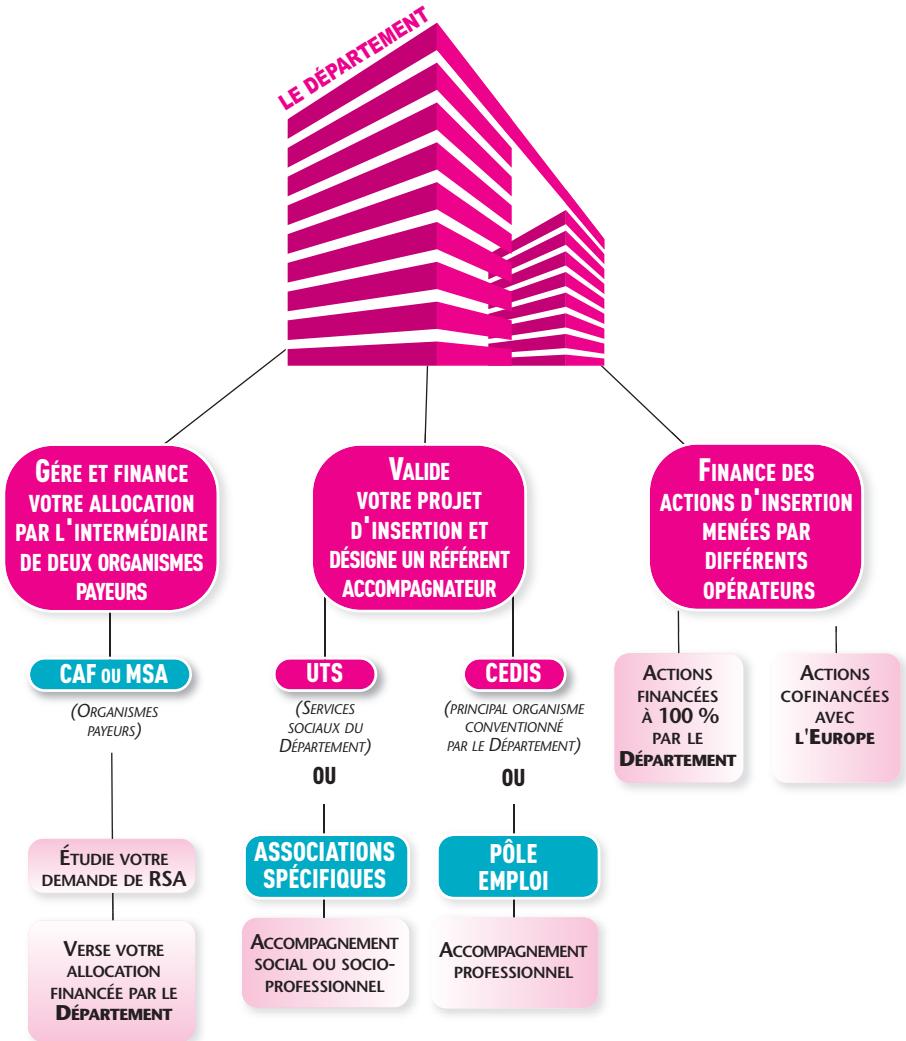 LE DÉPARTEMENT
GÉRE ET FINANCE
VOTRE ALLOCATION
PAR L'INTERMÉDIAIRE
DE DEUX ORGANISMES
PAYEURS
CAF OU MSA
(ORGANISMES
PAYEURS)
ÉTUDIE VOTRE
DEMANDE DE RSA
VERSE VOTRE
ALLOCATION
FINANCÉE PAR LE
DÉPARTEMENT
VALIDE
VOTRE PROJET
D'INSERTION ET
DÉSIGNE UN RÉFÉRENT
ACCOMPAGNATEUR
UTS
(SERVICES
SOCIAUX DU
DÉPARTEMENT)
OU
ASSOCIATIONS
SPÉCIFIQUES
ACCOMPAGNEMENT
SOCIAL OU SOCIO-
PROFESSIONNEL
CEDIS
(PRINCIPAL ORGANISME
CONVENTIONNÉ
PAR LE DÉPARTEMENT)
OU
PÔLE
EMPLOI
ACCOMPAGNEMENT
PROFESSIONNEL
FINANCE DES
ACTIONS D'INSERTION
MENÉES PAR
DIFFÉRENTS
OPÉRATEURS
ACTIONS
FINANCÉES
À 100 %
PAR LE
DÉPARTEMENT
ACTIONS
COFINANCÉES
AVEC
L'EUROPE